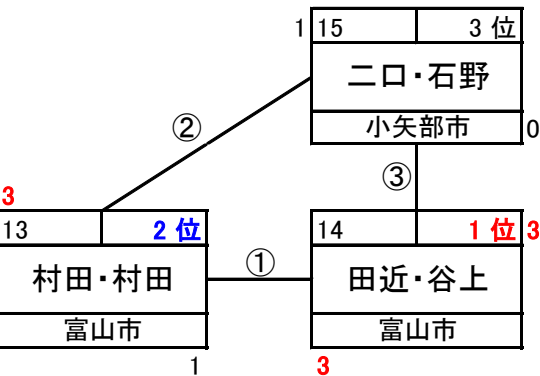 1 15 3位
二口・石野
小矢部市 0
②
③
3
13 2位
14 1位 3
①
村田・村田
田近・谷上
富山市
富山市
1
3